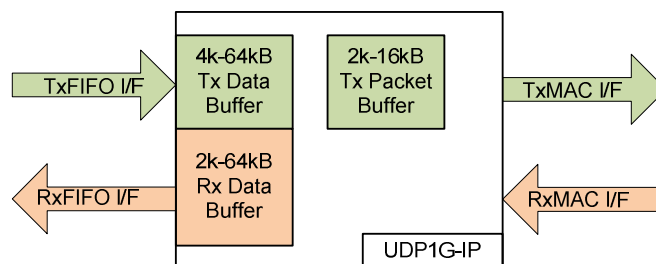 TxFIFO I/F
4k-64kB
Tx Data
Buffer
2k-16kB
Tx Packet
Buffer
TxMAC I/F
RxFIFO I/F
2k-64kB
Rx Data
Buffer
RxMAC I/F
UDP1G-IP